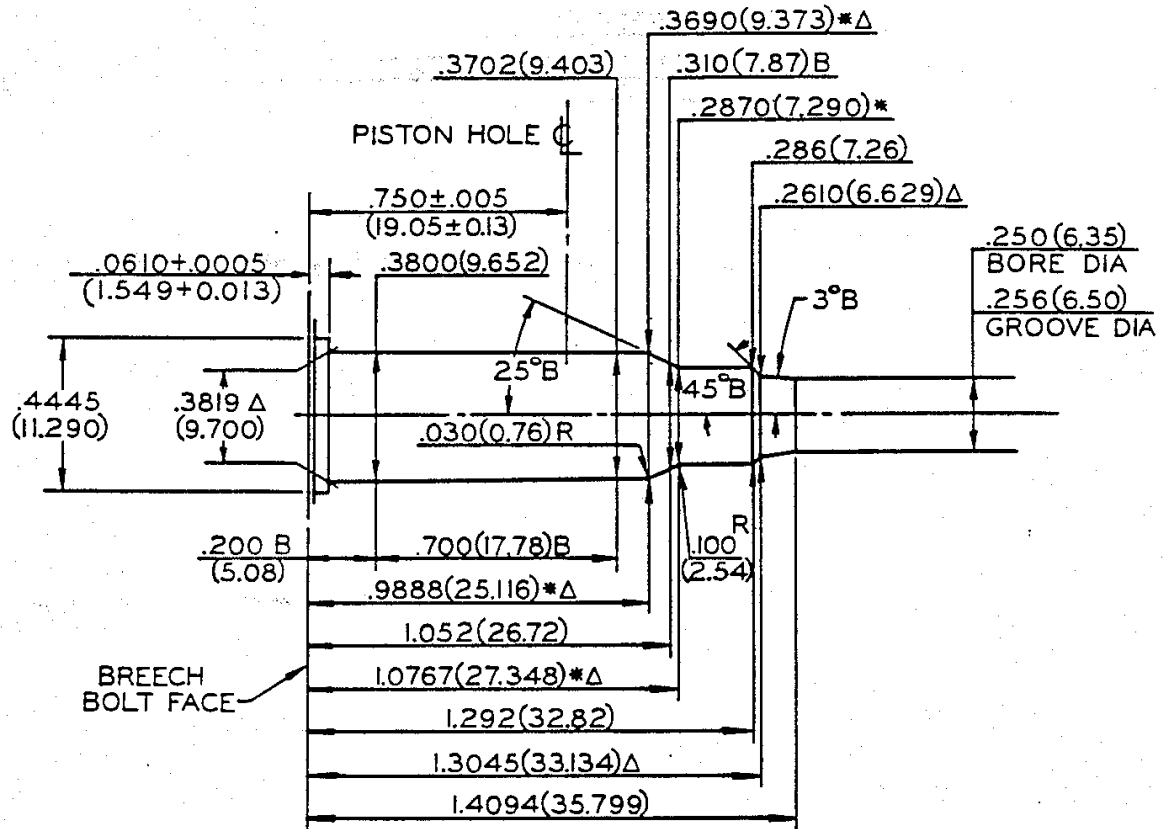 .3690(9.373)*Δ
.3702(9.403)
.310(7.87)B
.2870(7.290)*
PISTON HOLE ℄
.286(7.26)
.750±.005
(19.05±0.13)
.2610(6.629)Δ
.250(6.35)
BORE DIA
.0610+.0005
(1.549+0.013)
.3800(9.652)
3°B
.256(6.50)
GROOVE DIA
25°B
45°B
.4445
(11.290)
.3819 Δ
(9.700)
.030(0.76)R
.200 B
(5.08)
.700(17.78)B
R
.100
(2.54)
.9888(25.116)*Δ
1.052(26.72)
BREECH
BOLT FACE
1.0767(27.348)*Δ
1.292(32.82)
1.3045(33.134)Δ
1.4094(35.799)